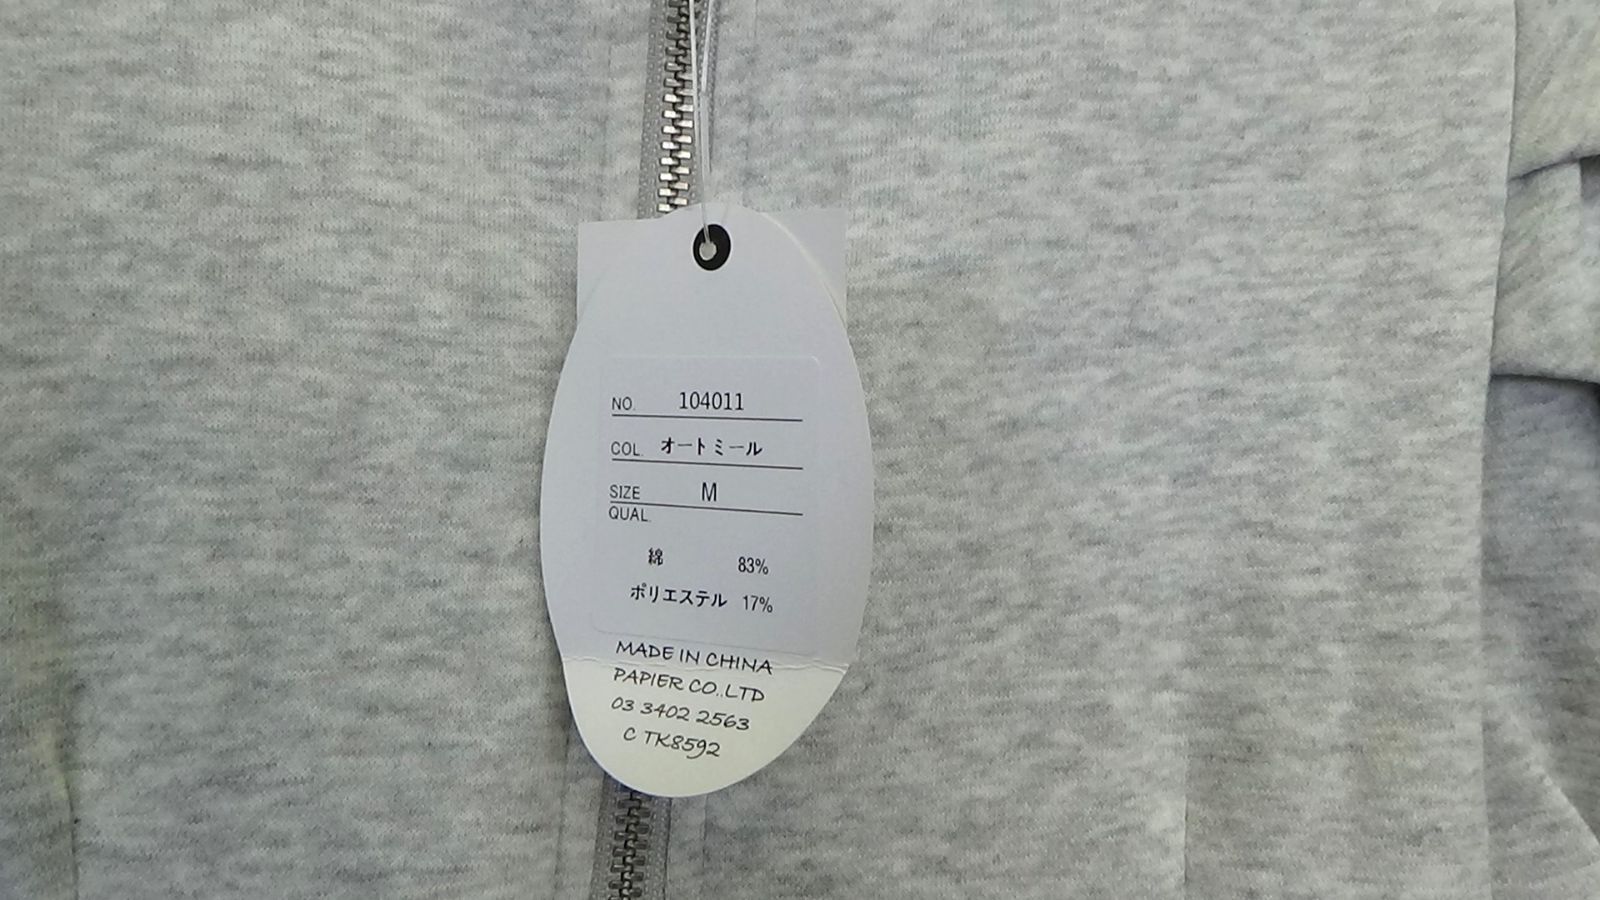 NO. 104011
COL. オートミール
SIZE M
QUAL.
綿 83%
ポリエステル 17%
MADE IN CHINA
PAPIER CO.,LTD
03 3402 2563
C TK8592